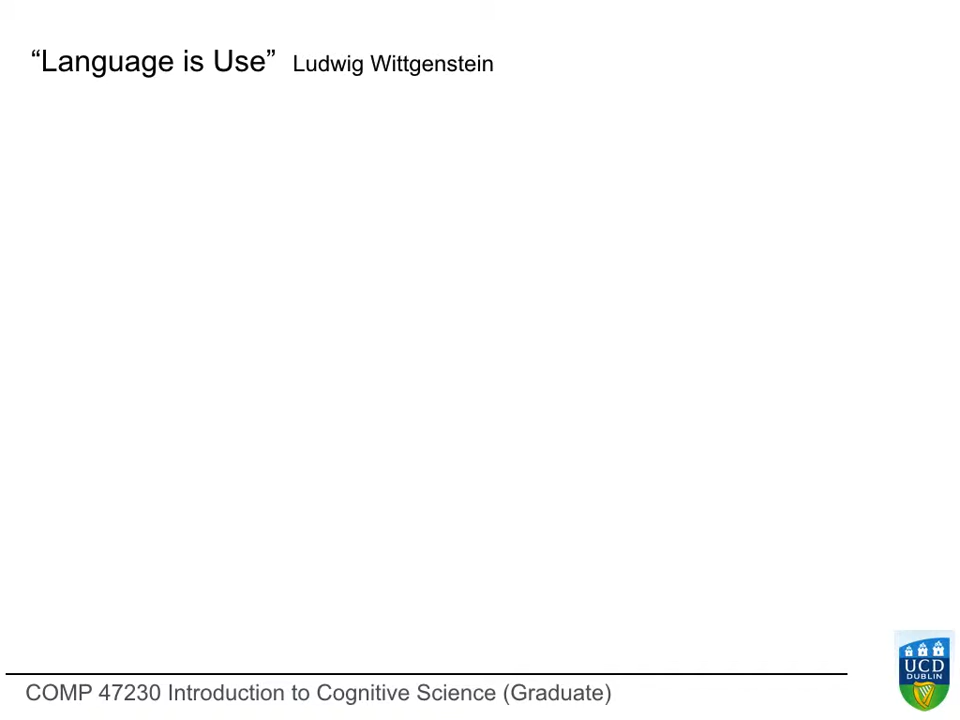 “Language is Use” Ludwig Wittgenstein
COMP 47230 Introduction to Cognitive Science (Graduate)
UCD
DUBLIN